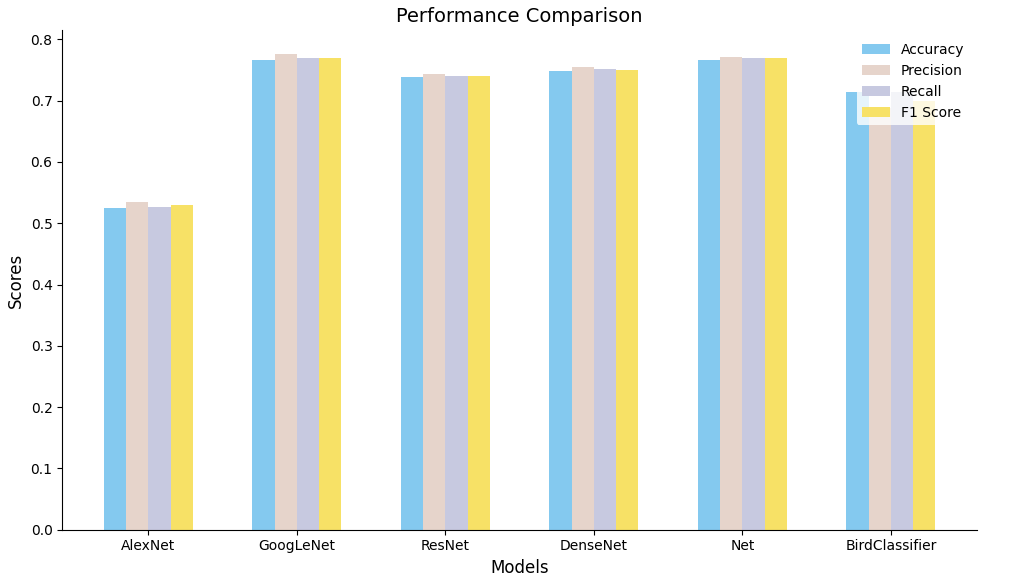 Performance Comparison
Accuracy
Precision
Recall
F1 Score
Scores
0.8
0.7
0.6
0.5
0.4
0.3
0.2
0.1
0.0
AlexNet GoogLeNet ResNet DenseNet Net BirdClassifier
Models